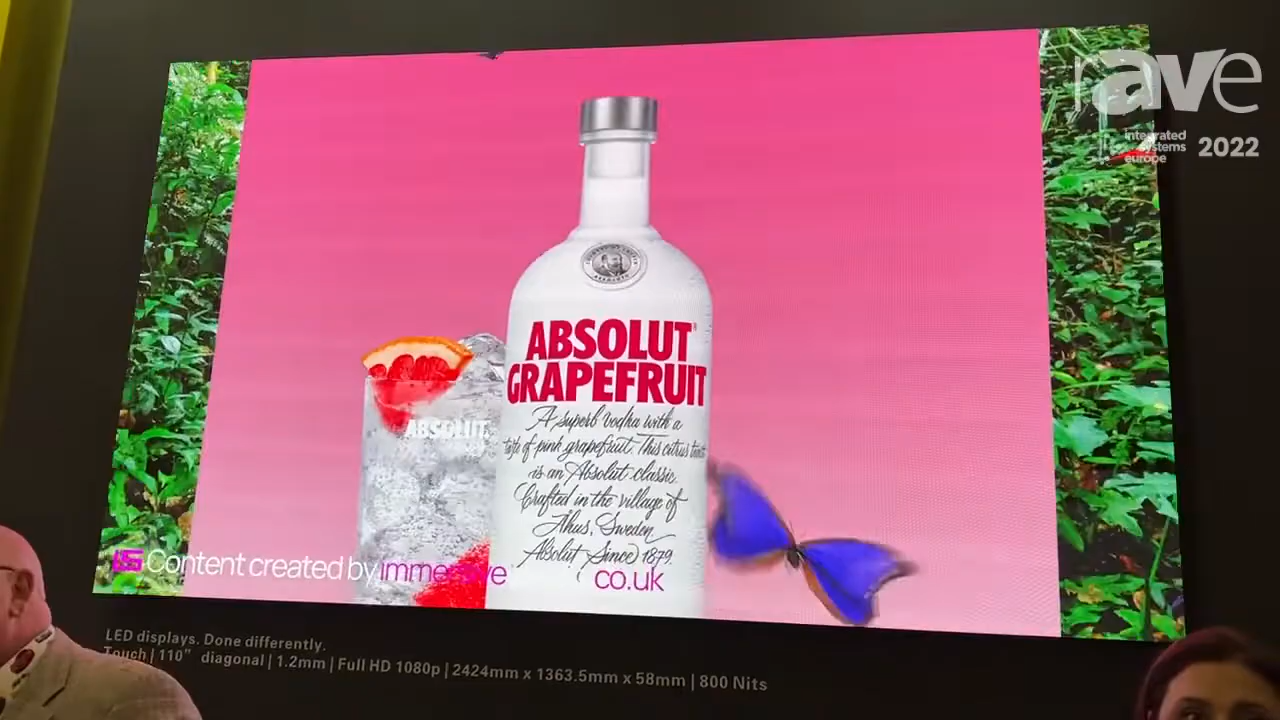 rave
integrated
systems
europe
2022
ABSOLUT
GRAPEFRUIT
A superb vodka with a
taste of pink grapefruit. This citrus
is an Absolut classic.
Crafted in the village of
Åhus, Sweden.
Absolut Since 1879.
ABSOLUT.
Content created by immersive co.uk
LED displays. Done differently.
Touch | 110" diagonal | 1.2mm | Full HD 1080p | 2424mm x 1363.5mm x 58mm | 800 Nits